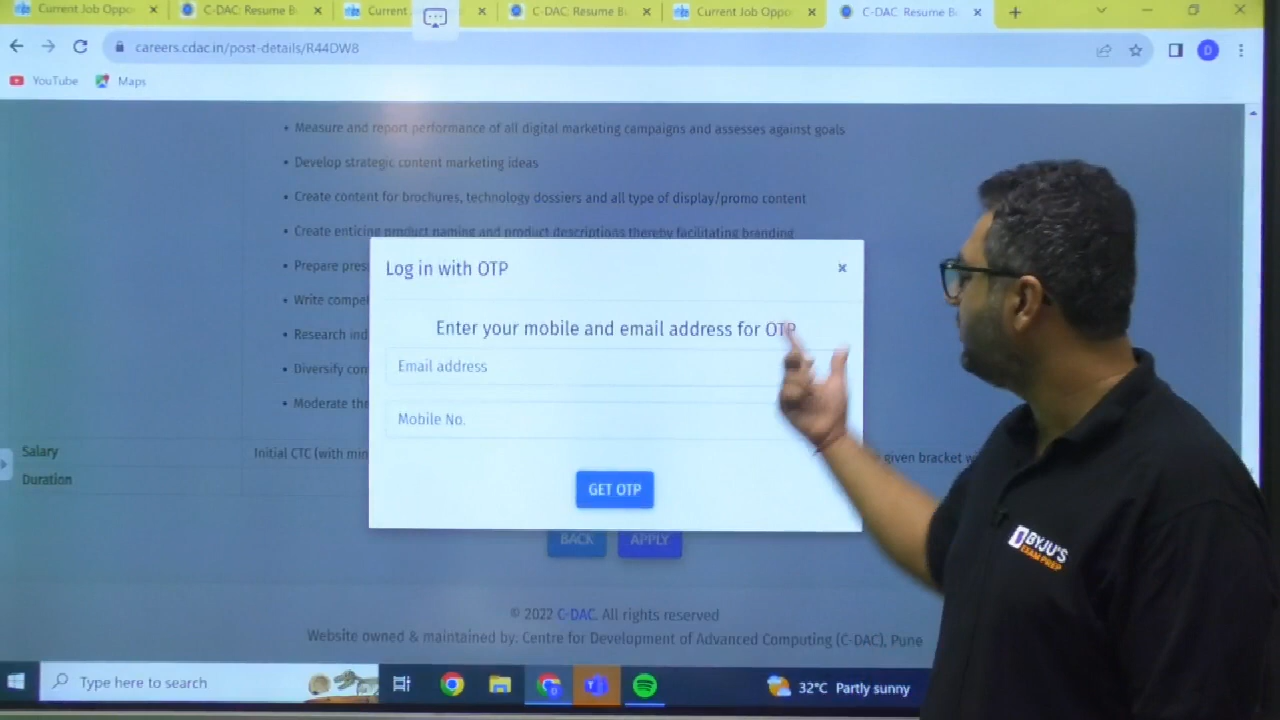 Current Job Oppo
C-DAC: Resume B
Current
C-DAC: Resume B
Current Job Oppo
C-DAC: Resume B
careers.cdac.in/post-details/R44DW8
D
YouTube
Maps
• Measure and report performance of all digital marketing campaigns and assesses against goals
• Develop strategic content marketing ideas
• Create content for brochures, technology dossiers and all type of display/promo content
• Create enticing product naming and product descriptions thereby facilitating branding
• Prepare pres
• Write compe
• Research ind
• Diversify con
• Moderate the
Log in with OTP
Enter your mobile and email address for OTP
Email address
Mobile No.
GET OTP
Salary
Initial CTC (with min
given bracket w
Duration
BACK
APPLY
© 2022 C-DAC. All rights reserved
Website owned & maintained by: Centre for Development of Advanced Computing (C-DAC), Pune
Type here to search
32°C Partly sunny
BYJU'S
EXAM PREP